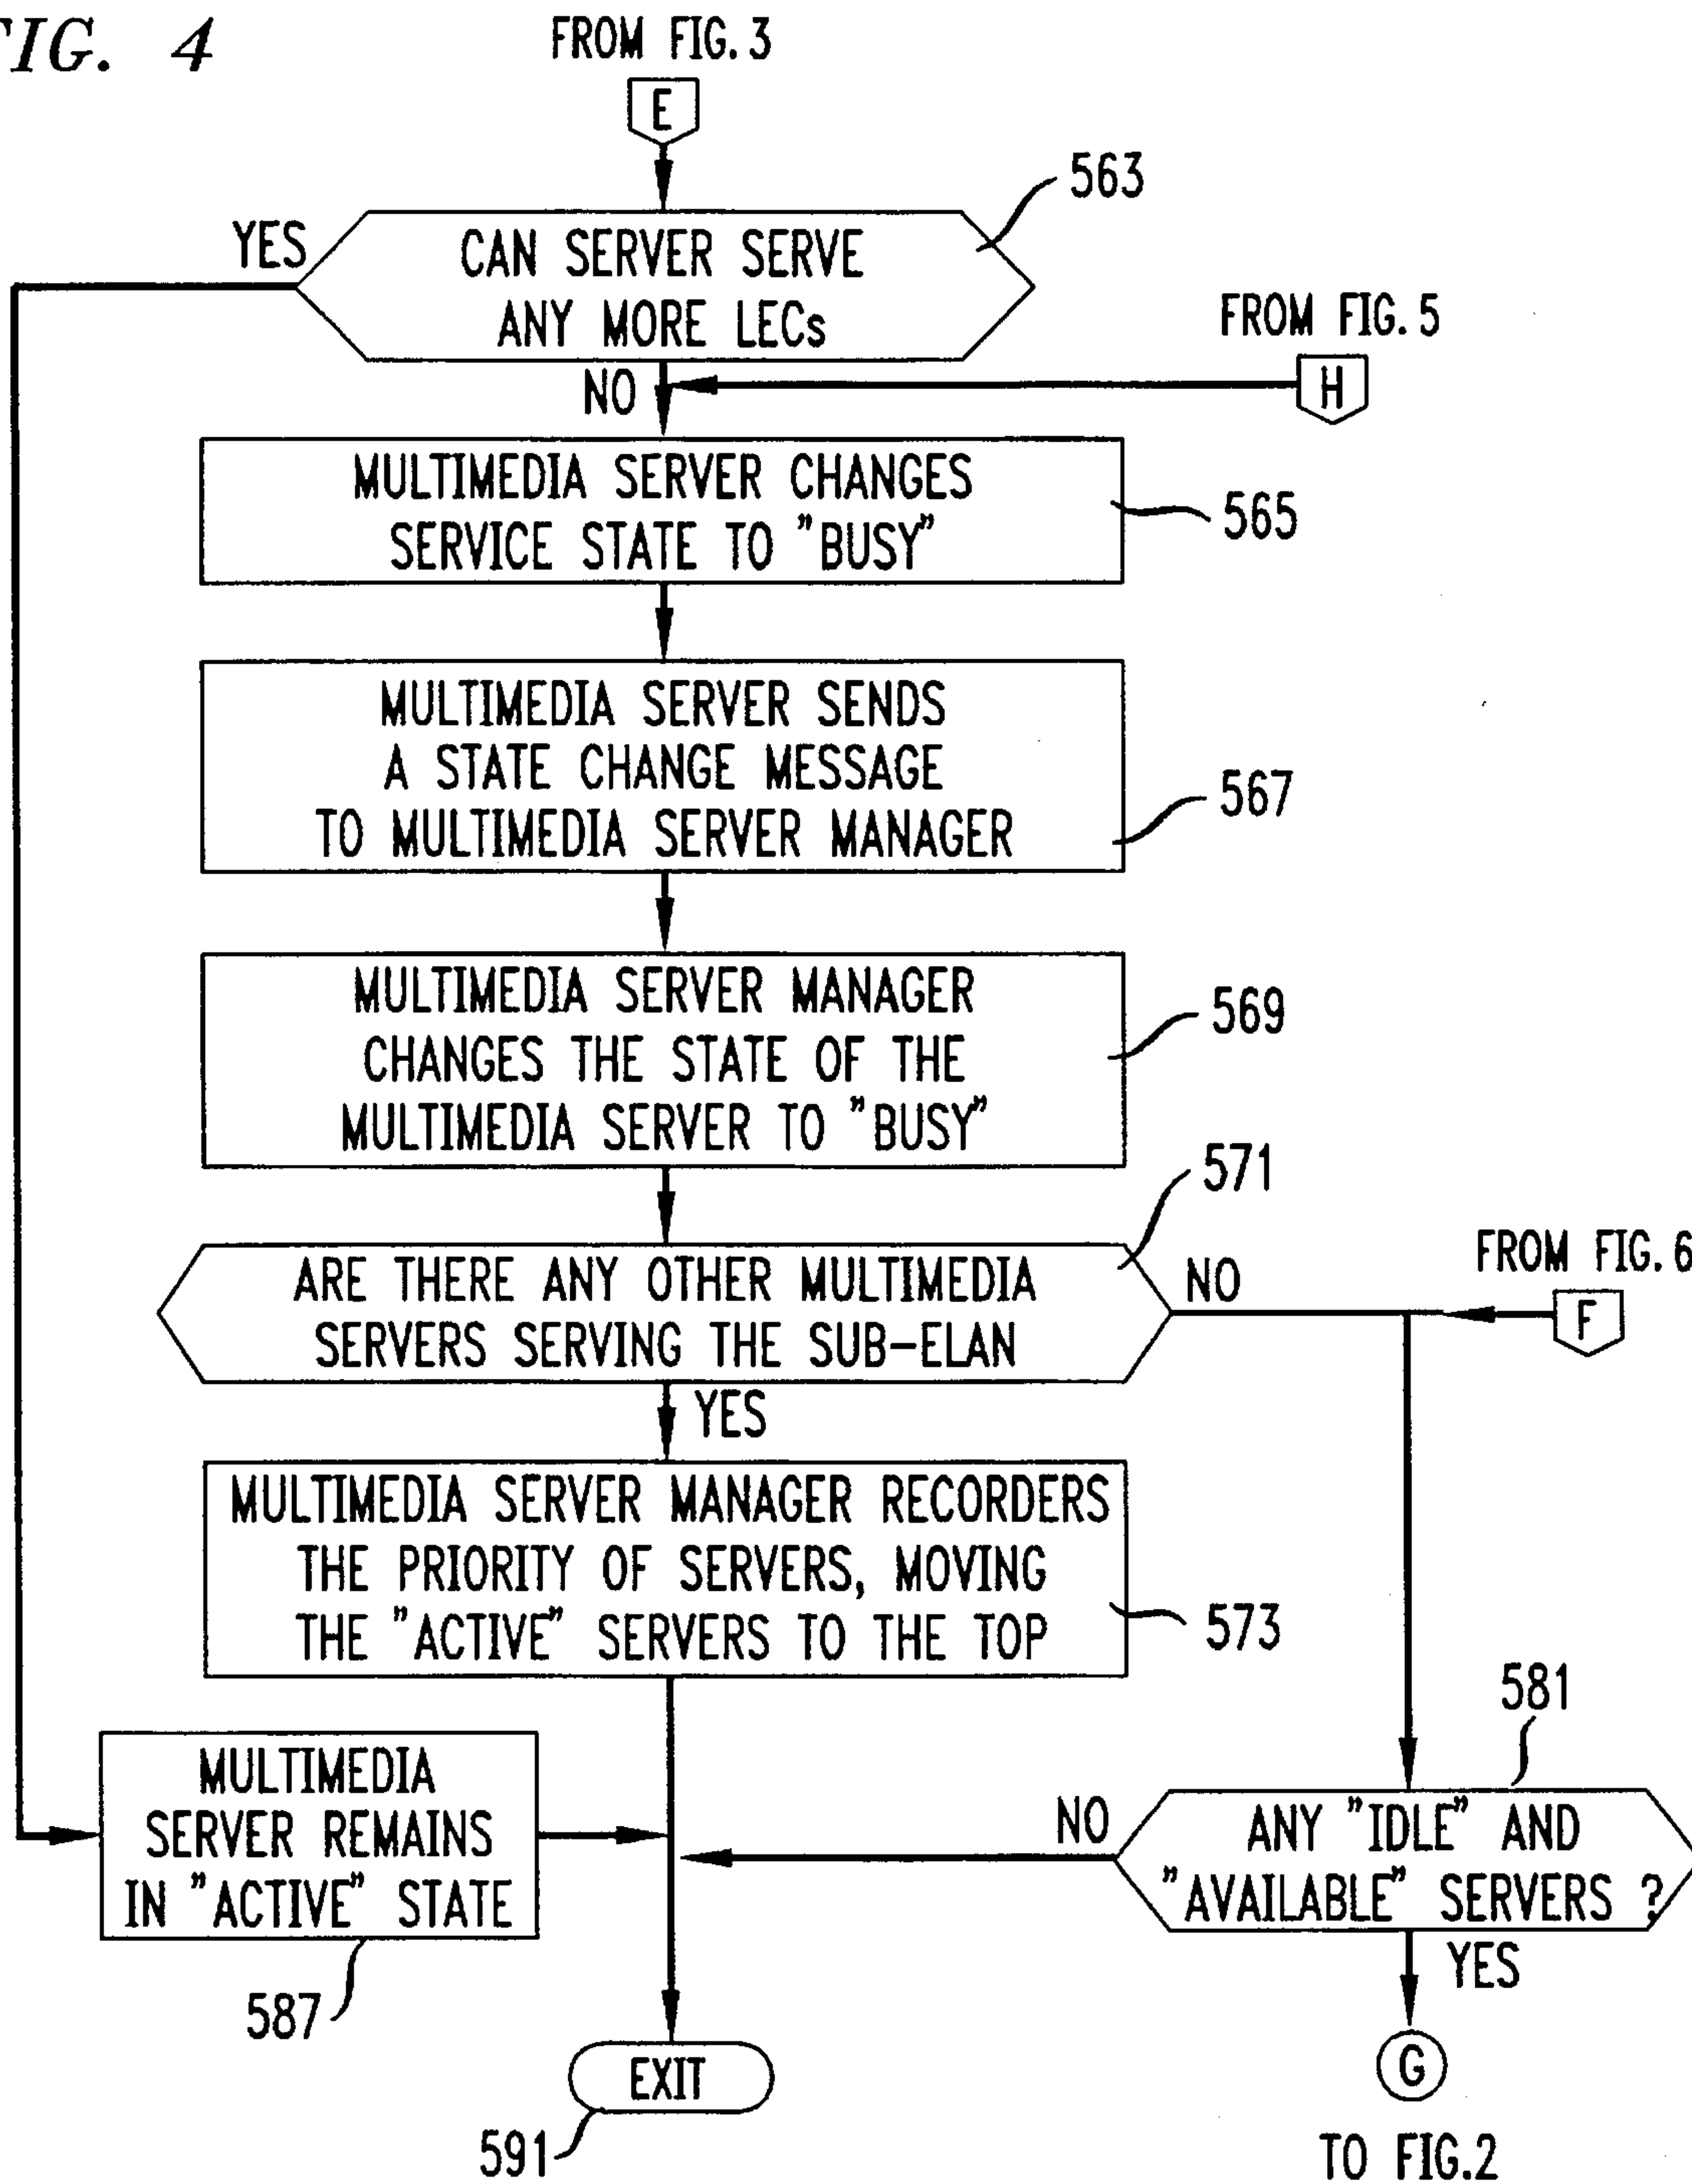 FIG. 4
FROM FIG. 3
E
563
YES
CAN SERVER SERVE
ANY MORE LECs
FROM FIG. 5
H
NO
MULTIMEDIA SERVER CHANGES
SERVICE STATE TO "BUSY"
565
MULTIMEDIA SERVER SENDS
A STATE CHANGE MESSAGE
TO MULTIMEDIA SERVER MANAGER
567
MULTIMEDIA SERVER MANAGER
CHANGES THE STATE OF THE
MULTIMEDIA SERVER TO "BUSY"
569
571
ARE THERE ANY OTHER MULTIMEDIA
SERVERS SERVING THE SUB-ELAN
NO
FROM FIG. 6
F
YES
MULTIMEDIA SERVER MANAGER RECORDERS
THE PRIORITY OF SERVERS, MOVING
THE "ACTIVE" SERVERS TO THE TOP
573
581
MULTIMEDIA
SERVER REMAINS
IN "ACTIVE" STATE
587
NO
ANY "IDLE" AND
"AVAILABLE" SERVERS ?
YES
EXIT
591
G
TO FIG.2